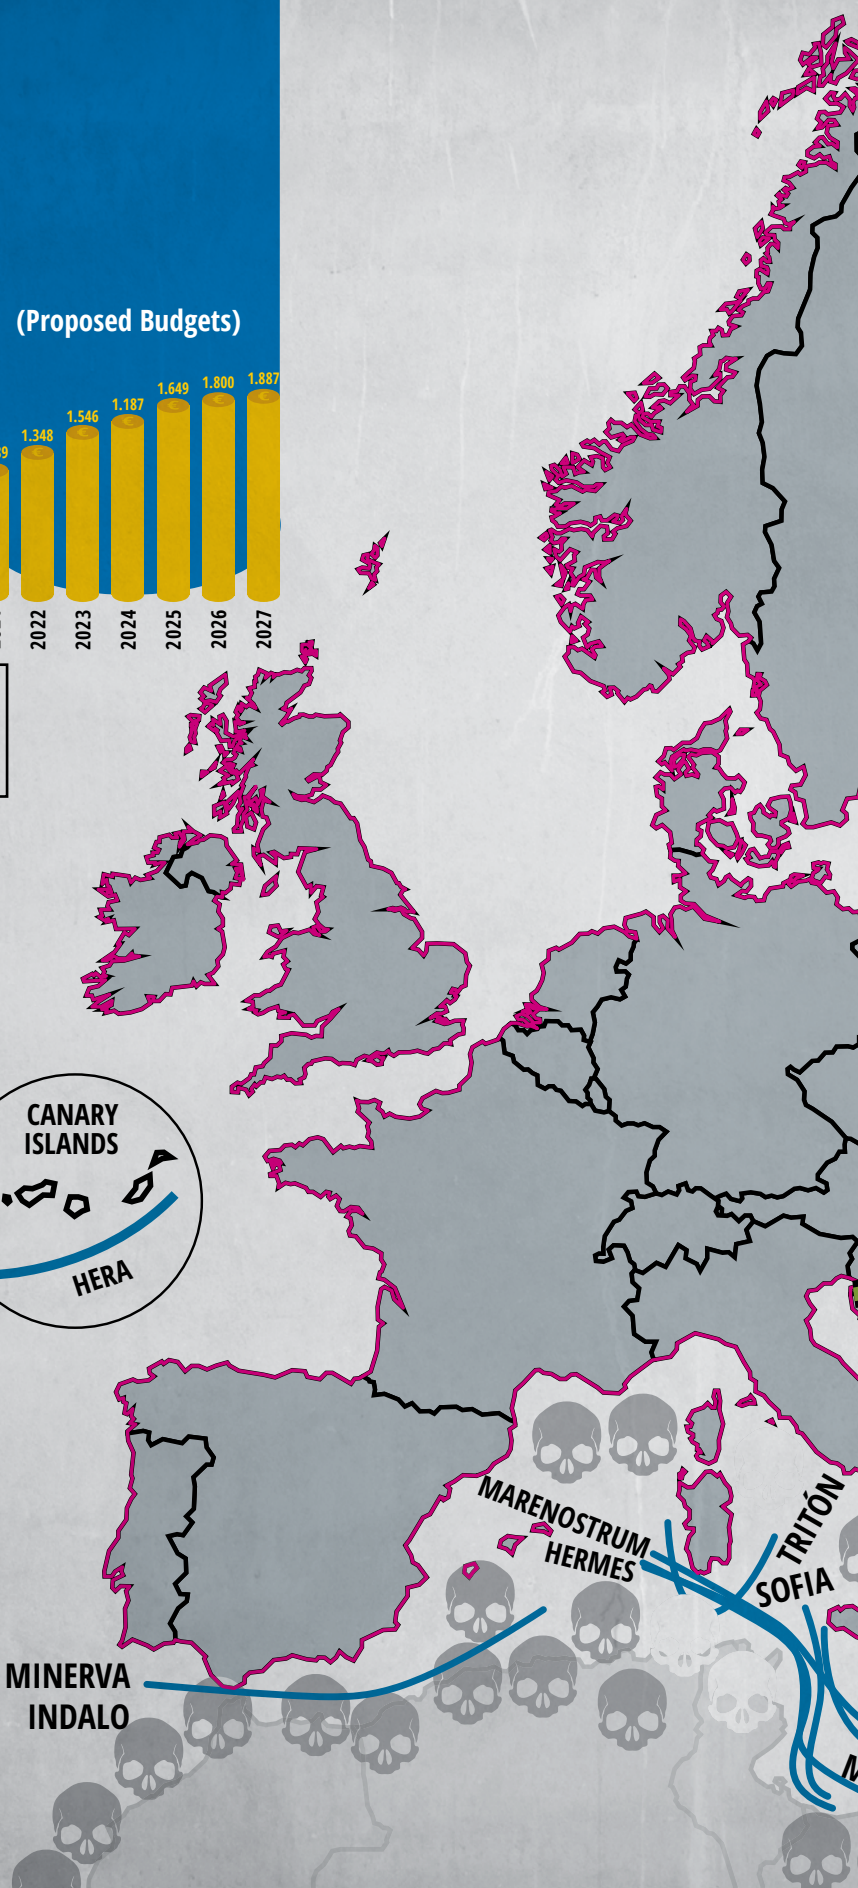 (Proposed Budgets)
1.348
1.546
1.187
1.649
1.800
1.887
2022
2023
2024
2025
2026
2027
CANARY
ISLANDS
HERA
MARENOSTRUM
HERMES
TRITÓN
SOFIA
MINERVA
INDALO